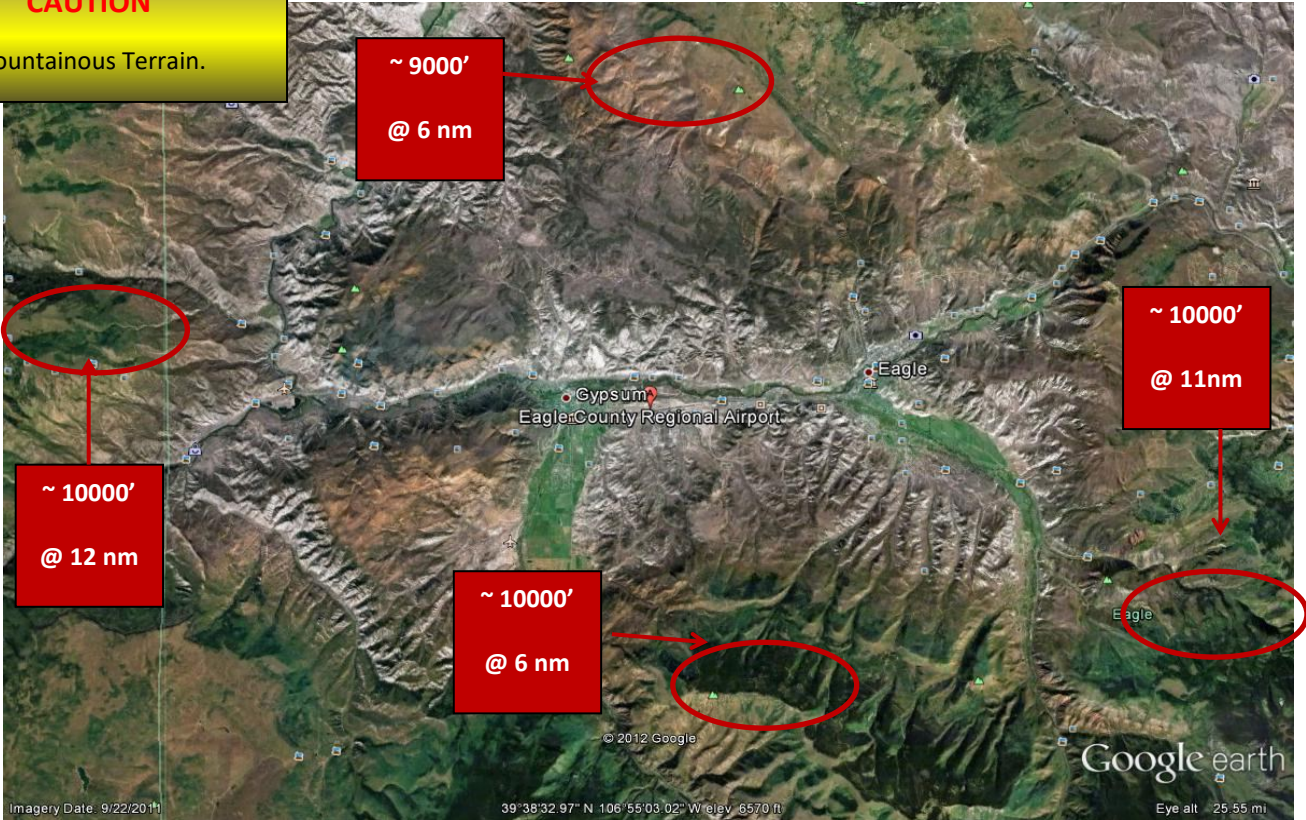 CAUTION
ountainous Terrain.
~ 9000’
@ 6 nm
~ 10000’
@ 11nm
Eagle
Gypsum
Eagle County Regional Airport
~ 10000’
@ 12 nm
~ 10000’
@ 6 nm
Eagle
© 2012 Google
Google earth
Imagery Date: 9/22/2011
39°38'32.97" N 106°55'03.02" W elev 6570 ft
Eye alt 25.55 mi